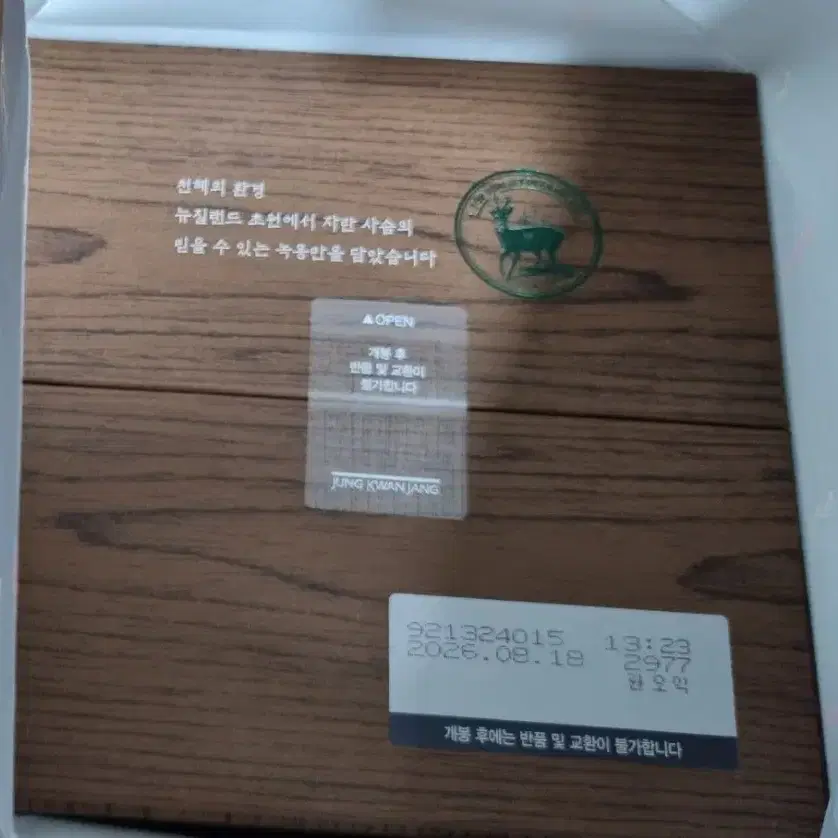 천혜의 환경
뉴질랜드 초원에서 자란 사슴의
믿을 수 있는 녹용만을 담았습니다
▲OPEN
개봉 후
반품 및 교환이
불가합니다
JUNG KWAN JANG
921324015 13:23
2026.08.18 2977
오익
개봉 후에는 반품 및 교환이 불가합니다